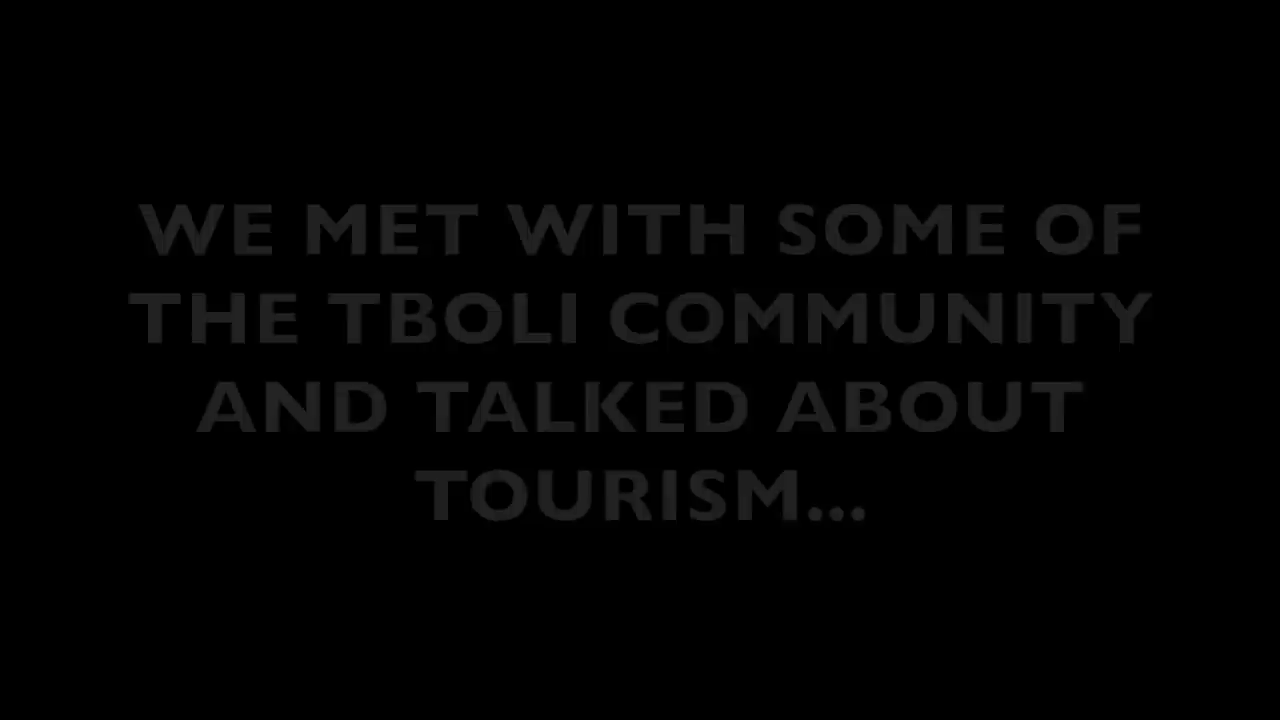 WE MET WITH SOME OF
THE TBOLI COMMUNITY
AND TALKED ABOUT
TOURISM...